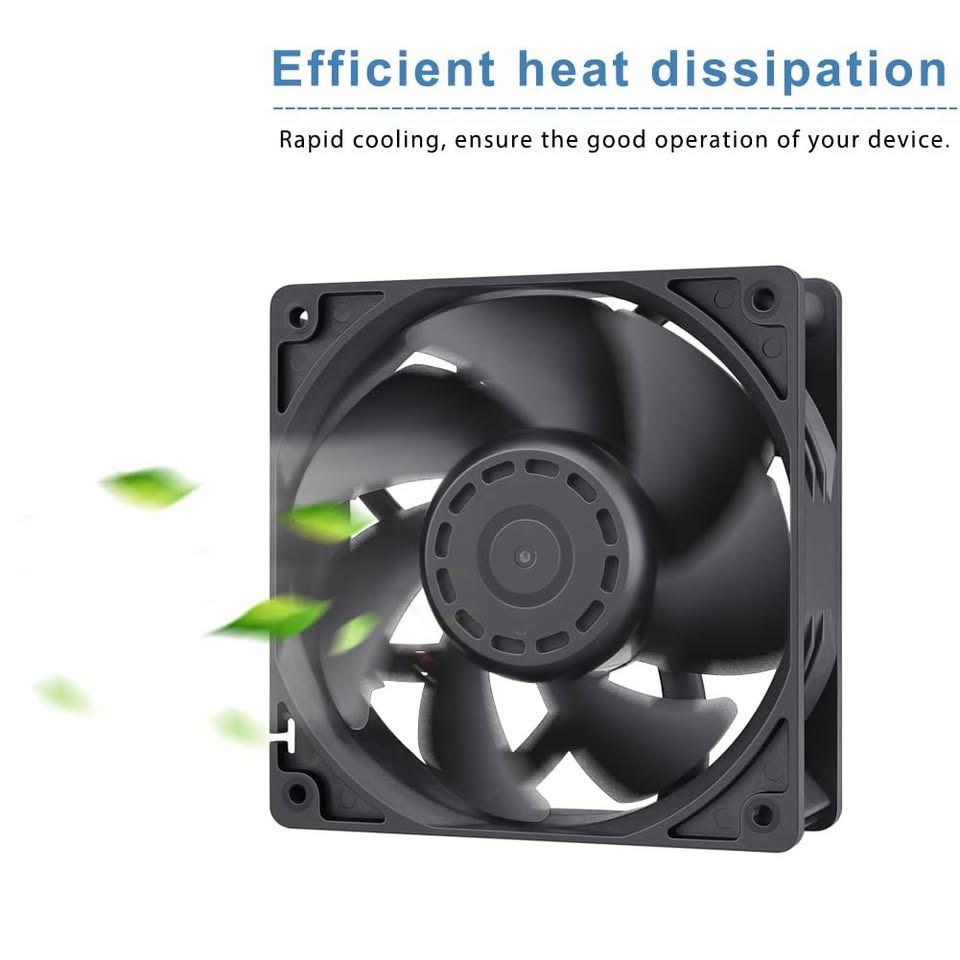 Efficient heat dissipation
Rapid cooling, ensure the good operation of your device.